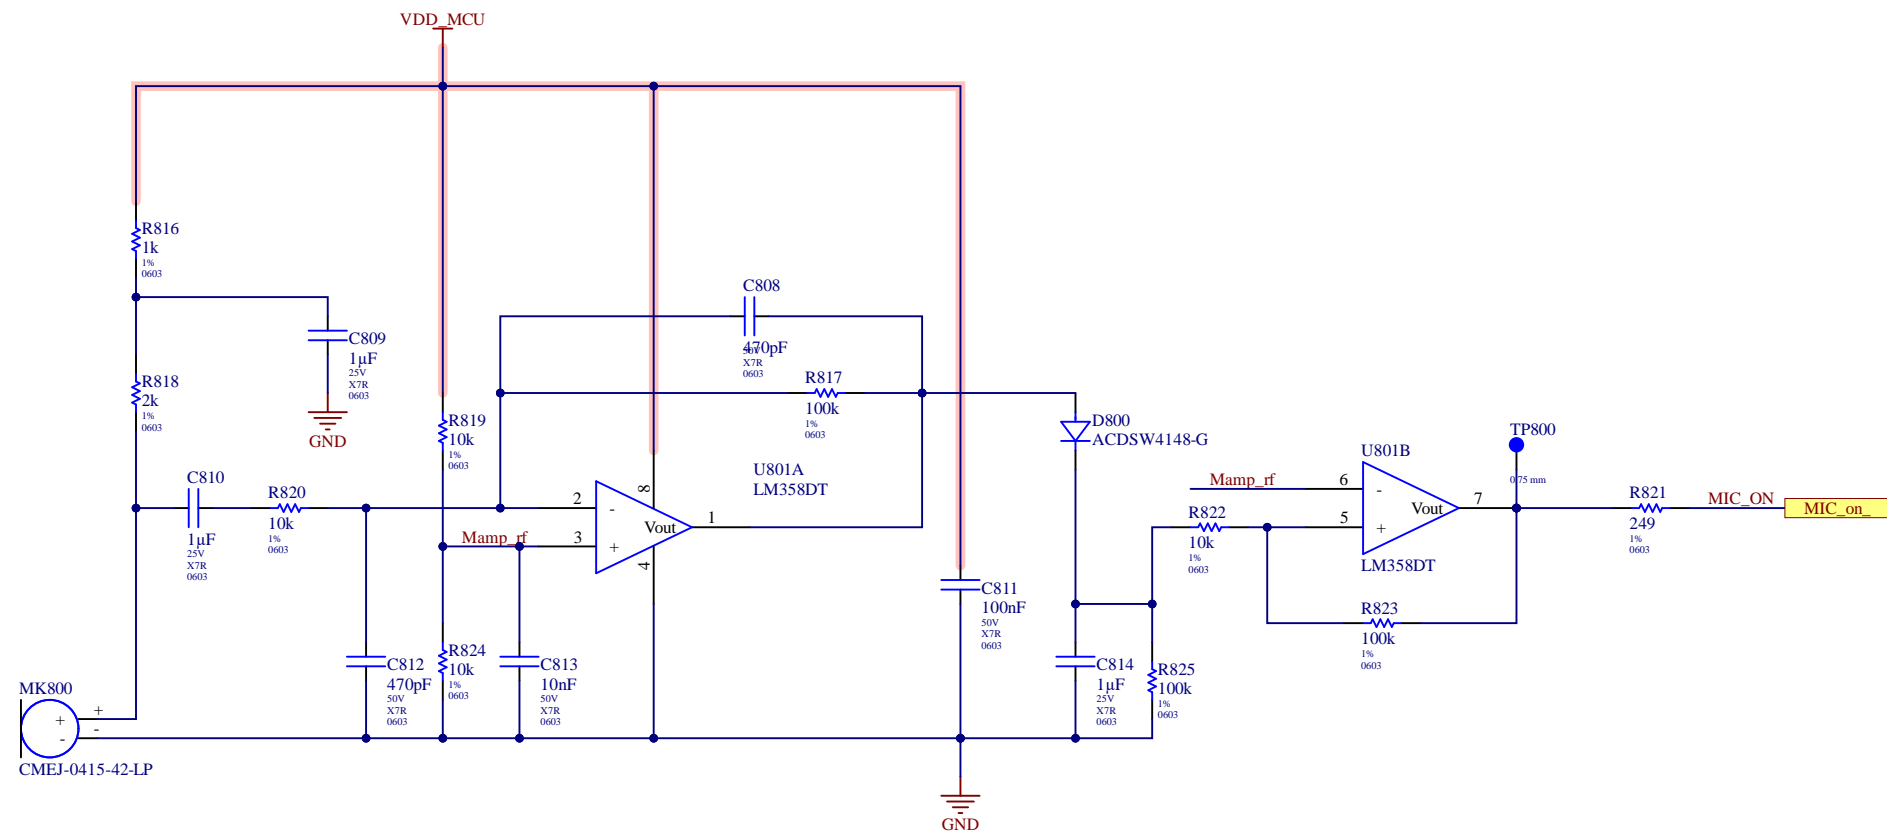 VDD_MCU
R816
1k
1%
0603
C809
1µF
25V
X7R
0603
GND
R818
2k
1%
0603
C808
470pF
50V
X7R
0603
R817
100k
1%
0603
R819
10k
1%
0603
C810
1µF
25V
X7R
0603
R820
10k
1%
0603
Mamp_rf
2
3
-
+
8
4
Vout
1
U801A
LM358DT
D800
ACDSW4148-G
U801B
Mamp_rf
6
5
-
+
Vout
7
LM358DT
TP800
0.75 mm
R821
249
1%
0603
MIC_ON
MIC_on_
R822
10k
1%
0603
R823
100k
1%
0603
C811
100nF
50V
X7R
0603
C812
470pF
50V
X7R
0603
R824
10k
1%
0603
C813
10nF
50V
X7R
0603
C814
1µF
25V
X7R
0603
R825
100k
1%
0603
MK800
+
-
+
-
CMEJ-0415-42-LP
GND